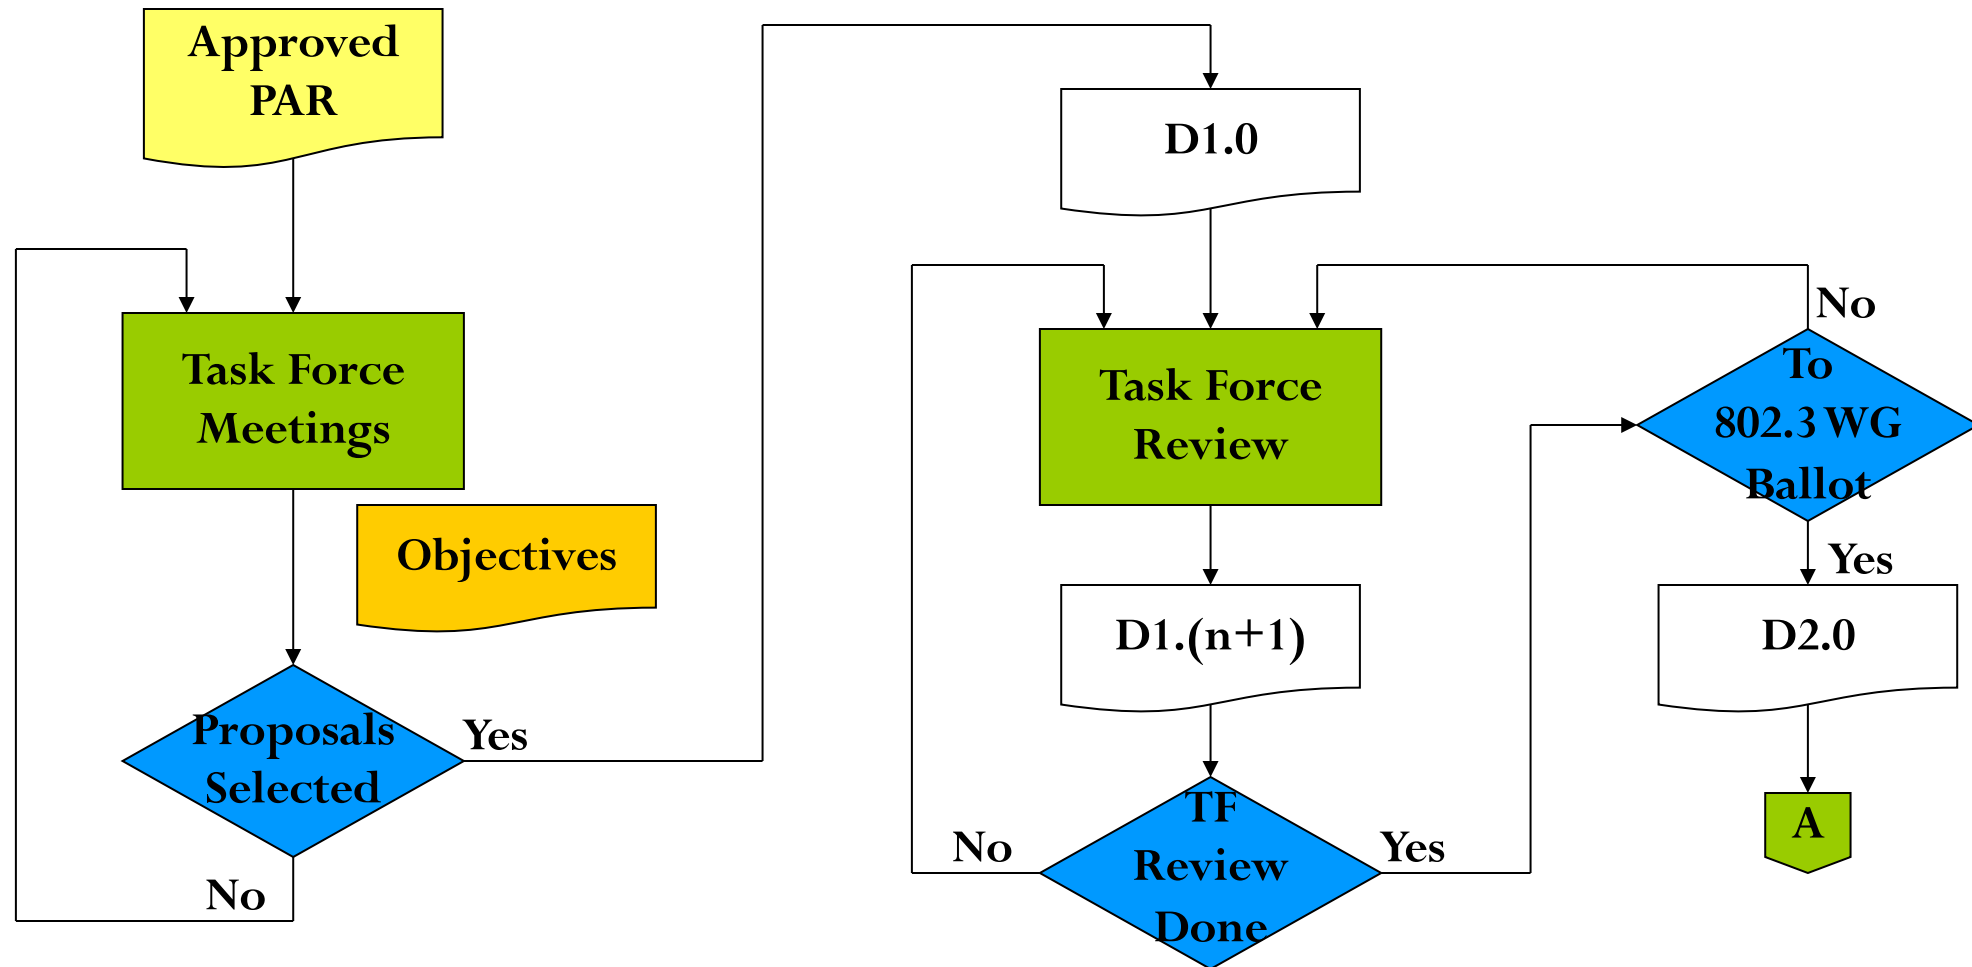 Approved
PAR
Task Force
Meetings
Objectives
Proposals
Selected
Yes
No
D1.0
Task Force
Review
D1.(n+1)
TF
Review
Done
No
Yes
To
802.3 WG
Ballot
No
Yes
D2.0
A